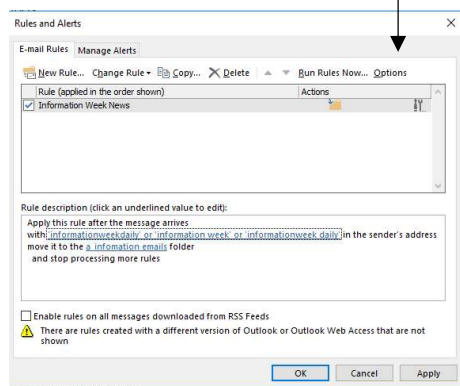 Rules and Alerts
E-mail Rules Manage Alerts
New Rule... Change Rule Copy... Delete Run Rules Now... Options
Rule (applied in the order shown) Actions
Information Week News
Rule description (click an underlined value to edit):
Apply this rule after the message arrives
with 'informationweekdaily' or 'information week' or 'informationweek daily' in the sender's address
move it to the a infomation emails folder
and stop processing more rules
Enable rules on all messages downloaded from RSS Feeds
There are rules created with a different version of Outlook or Outlook Web Access that are not
shown
OK Cancel Apply